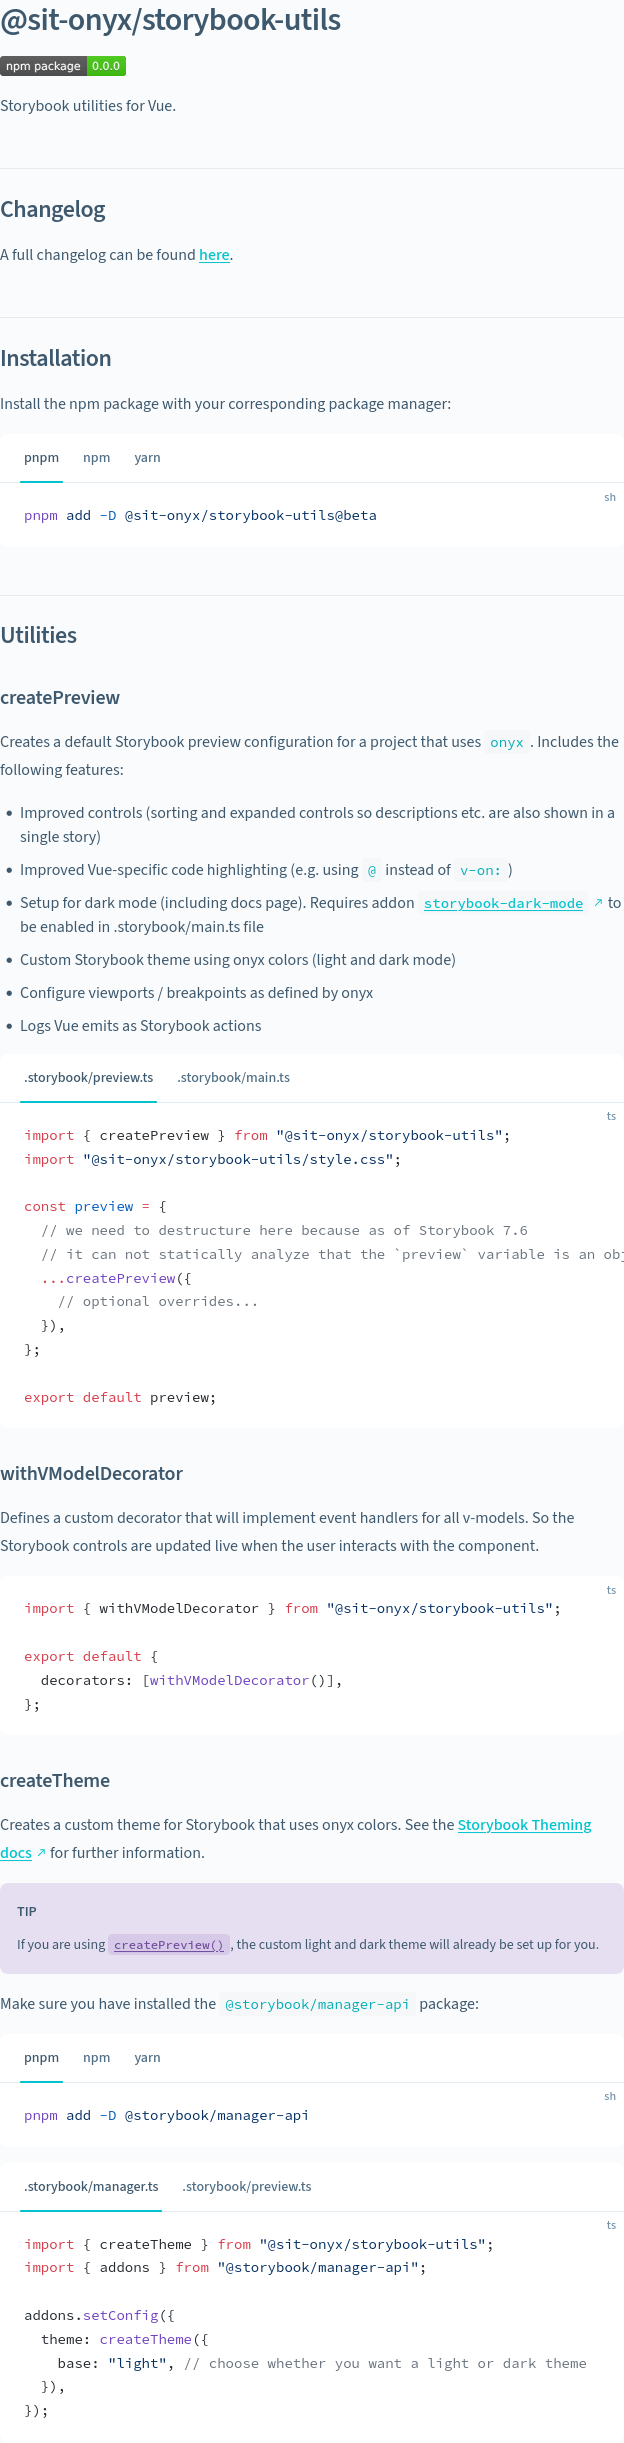 @sit-onyx/storybook-utils
npm package 0.0.0
Storybook utilities for Vue.
Changelog
A full changelog can be found here.
Installation
Install the npm package with your corresponding package manager:
pnpm npm yarn
sh
pnpm add -D @sit-onyx/storybook-utils@beta
Utilities
createPreview
Creates a default Storybook preview configuration for a project that uses onyx. Includes the
following features:
• Improved controls (sorting and expanded controls so descriptions etc. are also shown in a
single story)
• Improved Vue-specific code highlighting (e.g. using @ instead of v-on:)
• Setup for dark mode (including docs page). Requires addon storybook-dark-mode ↗ to
be enabled in .storybook/main.ts file
• Custom Storybook theme using onyx colors (light and dark mode)
• Configure viewports / breakpoints as defined by onyx
• Logs Vue emits as Storybook actions
.storybook/preview.ts .storybook/main.ts
ts
import { createPreview } from "@sit-onyx/storybook-utils";
import "@sit-onyx/storybook-utils/style.css";
const preview = {
  // we need to destructure here because as of Storybook 7.6
  // it can not statically analyze that the `preview` variable is an obj
  ...createPreview({
    // optional overrides...
  }),
};
export default preview;
withVModelDecorator
Defines a custom decorator that will implement event handlers for all v-models. So the
Storybook controls are updated live when the user interacts with the component.
ts
import { withVModelDecorator } from "@sit-onyx/storybook-utils";
export default {
  decorators: [withVModelDecorator()],
};
createTheme
Creates a custom theme for Storybook that uses onyx colors. See the Storybook Theming
docs ↗ for further information.
TIP
If you are using createPreview(), the custom light and dark theme will already be set up for you.
Make sure you have installed the @storybook/manager-api package:
pnpm npm yarn
sh
pnpm add -D @storybook/manager-api
.storybook/manager.ts .storybook/preview.ts
ts
import { createTheme } from "@sit-onyx/storybook-utils";
import { addons } from "@storybook/manager-api";
addons.setConfig({
  theme: createTheme({
    base: "light", // choose whether you want a light or dark theme
  }),
});